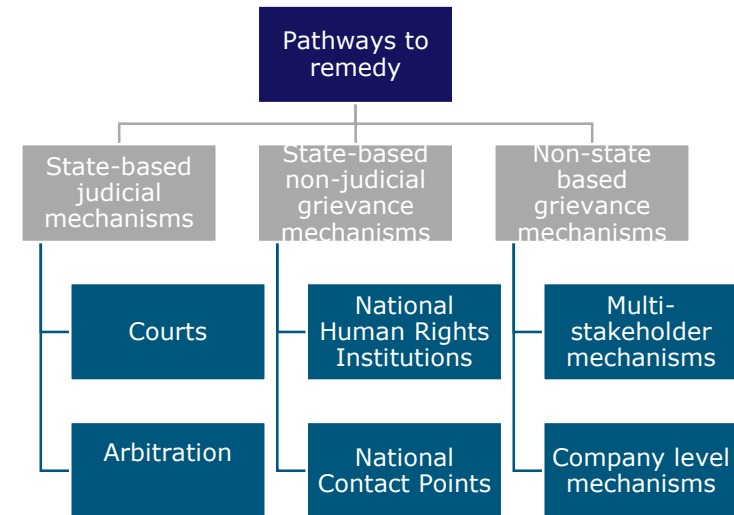 Pathways to
remedy
State-based
judicial
mechanisms
State-based
non-judicial
grievance
mechanisms
Non-state
based
grievance
mechanisms
Courts
National
Human Rights
Institutions
Multi-
stakeholder
mechanisms
Arbitration
National
Contact Points
Company level
mechanisms